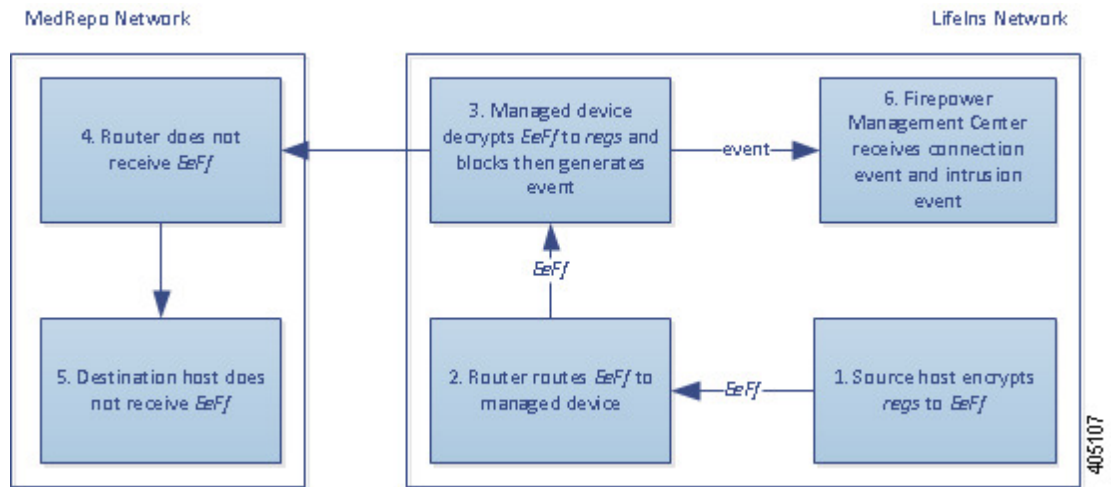 MedRepo Network
LifeIns Network
4. Router does not
receive EeFf
3. Managed device
decrypts EeFf to regs and
blocks then generates
event
event
6. Firepower
Management Center
receives connection
event and intrusion
event
EeFf
5. Destination host does
not receive EeFf
2. Router routes EeFf to
managed device
EeFf
1. Source host encrypts
regs to EeFf
405107